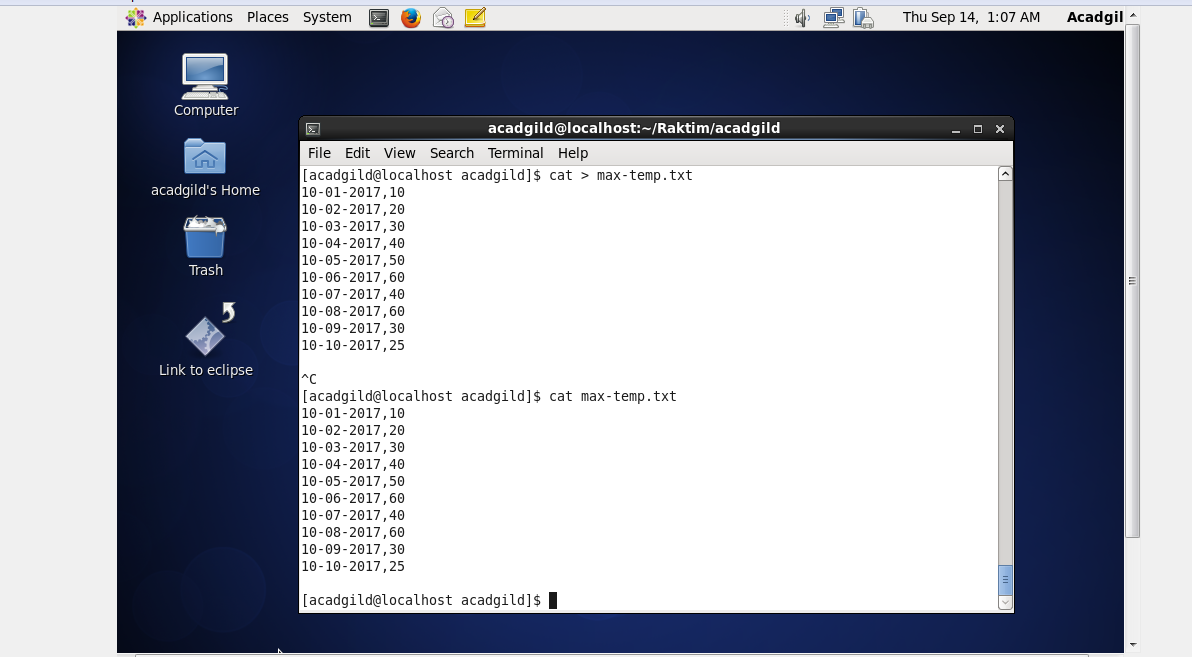 Applications Places System Thu Sep 14, 1:07 AM Acadgil
Computer
acadgild's Home
Trash
Link to eclipse
acadgild@localhost:~/Raktim/acadgild
File Edit View Search Terminal Help
[acadgild@localhost acadgild]$ cat > max-temp.txt
10-01-2017,10
10-02-2017,20
10-03-2017,30
10-04-2017,40
10-05-2017,50
10-06-2017,60
10-07-2017,40
10-08-2017,60
10-09-2017,30
10-10-2017,25
^C
[acadgild@localhost acadgild]$ cat max-temp.txt
10-01-2017,10
10-02-2017,20
10-03-2017,30
10-04-2017,40
10-05-2017,50
10-06-2017,60
10-07-2017,40
10-08-2017,60
10-09-2017,30
10-10-2017,25
[acadgild@localhost acadgild]$